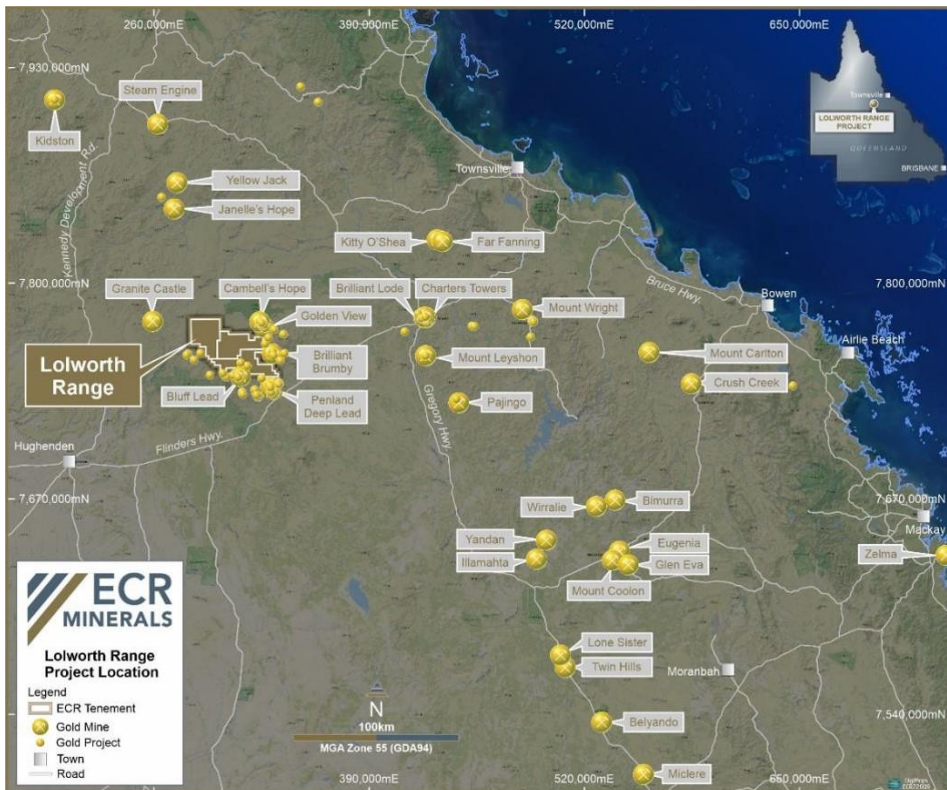 260,000mE
390,000mE
520,000mE
650,000mE
7,930,000mN
Steam Engine
Kidston
Townsville
LOLWORTH RANGE
PROJECT
QUEENSLAND
BRISBANE
Kennedy Development Rd.
Yellow Jack
Janelle's Hope
Townsville
Kitty O'Shea
Far Fanning
7,800,000mN
7,800,000mN
Granite Castle
Cambell's Hope
Brilliant Lode
Charters Towers
Mount Wright
Bruce Hwy.
Bowen
Golden View
Lolworth
Range
Brilliant
Brumby
Mount Leyshon
Mount Carlton
Airlie Beach
Bluff Lead
Penland
Deep Lead
Pajingo
Crush Creek
Gregory Hwy.
Flinders Hwy.
Hughenden
7,670,000mN
7,670,000mN
Wirralie
Bimurra
Mackay
Yandan
Eugenia
Zelma
Illamahta
Glen Eva
Mount Coolon
ECR
MINERALS
Lolworth Range
Project Location
Legend
ECR Tenement
Gold Mine
Gold Project
Town
Road
Lone Sister
Twin Hills
Moranbah
N
100km
MGA Zone 55 (GDA94)
Belyando
7,540,000mN
Miclere
390,000mE
520,000mE
650,000mE